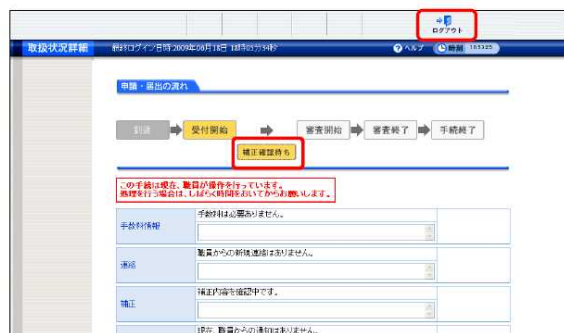 ログアウト
取扱状況詳細
最終ログイン日時:2009年08月18日 18時03分34秒
ヘルプ
時刻 183325
申請・届出の流れ
到達
受付開始
審査開始
審査終了
手続終了
補正確認待ち
この手続は現在、職員が操作を行っています。
処理を行う場合は、しばらく時間をおいてからお願いします。
手数料情報
手数料は必要ありません。
連絡
職員からの新規連絡はありません。
補正
補正内容を確認中です。
現在、職員からの通知はありません。